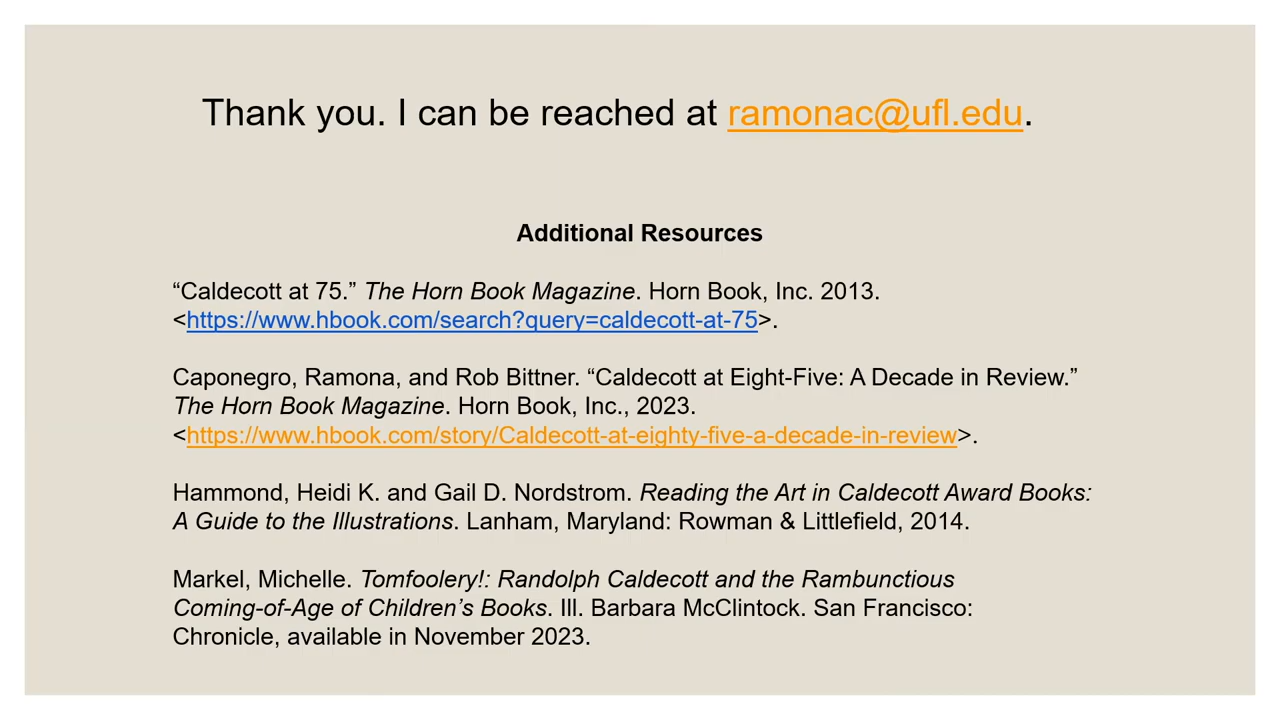 Thank you. I can be reached at ramonac@ufl.edu.
Additional Resources
“Caldecott at 75.” The Horn Book Magazine. Horn Book, Inc. 2013.
<https://www.hbook.com/search?query=caldecott-at-75>.
Caponegro, Ramona, and Rob Bittner. “Caldecott at Eight-Five: A Decade in Review.”
The Horn Book Magazine. Horn Book, Inc., 2023.
<https://www.hbook.com/story/Caldecott-at-eighty-five-a-decade-in-review>.
Hammond, Heidi K. and Gail D. Nordstrom. Reading the Art in Caldecott Award Books:
A Guide to the Illustrations. Lanham, Maryland: Rowman & Littlefield, 2014.
Markel, Michelle. Tomfoolery!: Randolph Caldecott and the Rambunctious
Coming-of-Age of Children’s Books. Ill. Barbara McClintock. San Francisco:
Chronicle, available in November 2023.